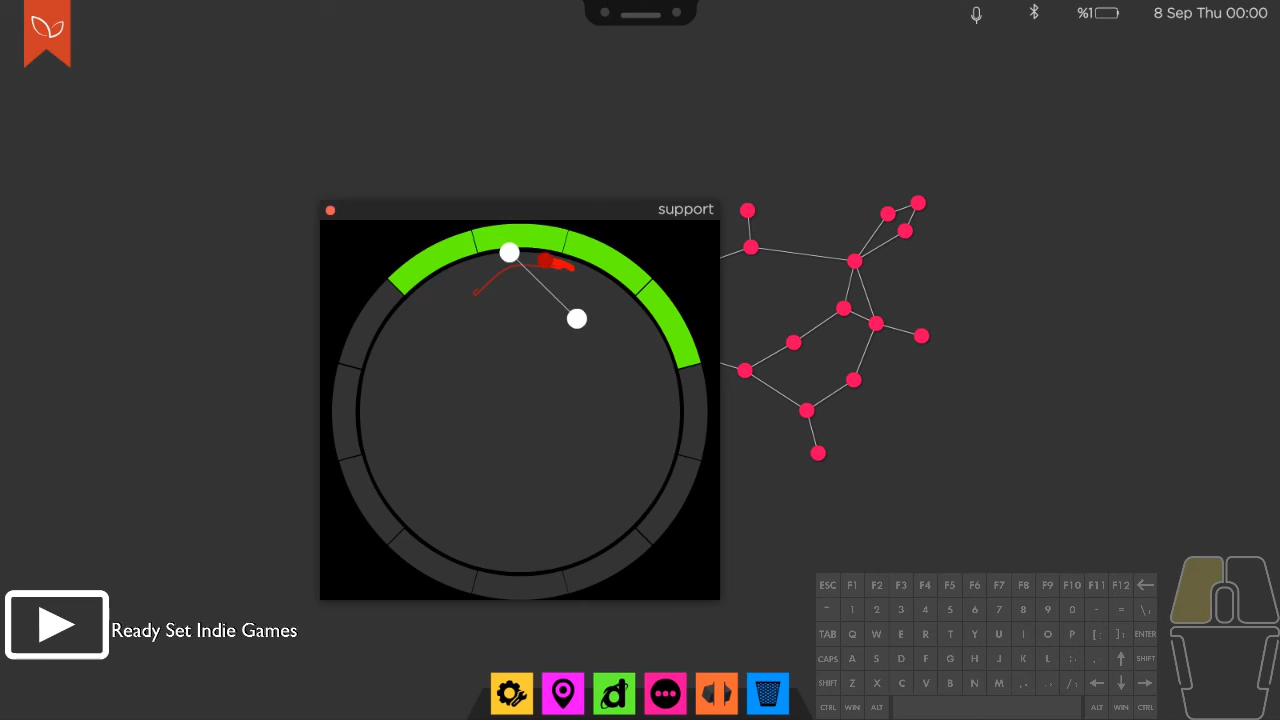 %1
8 Sep Thu 00:00
support
Ready Set Indie Games
ESC F1 F2 F3 F4 F5 F6 F7 F8 F9 F10 F11 F12
1 2 3 4 5 6 7 8 9 0 - =
TAB Q W E R T Y U I O P [ ] ENTER
CAPS A S D F G H J K L SHIFT
SHIFT Z X C V B N M
CTRL WIN ALT ALT WIN CTRL